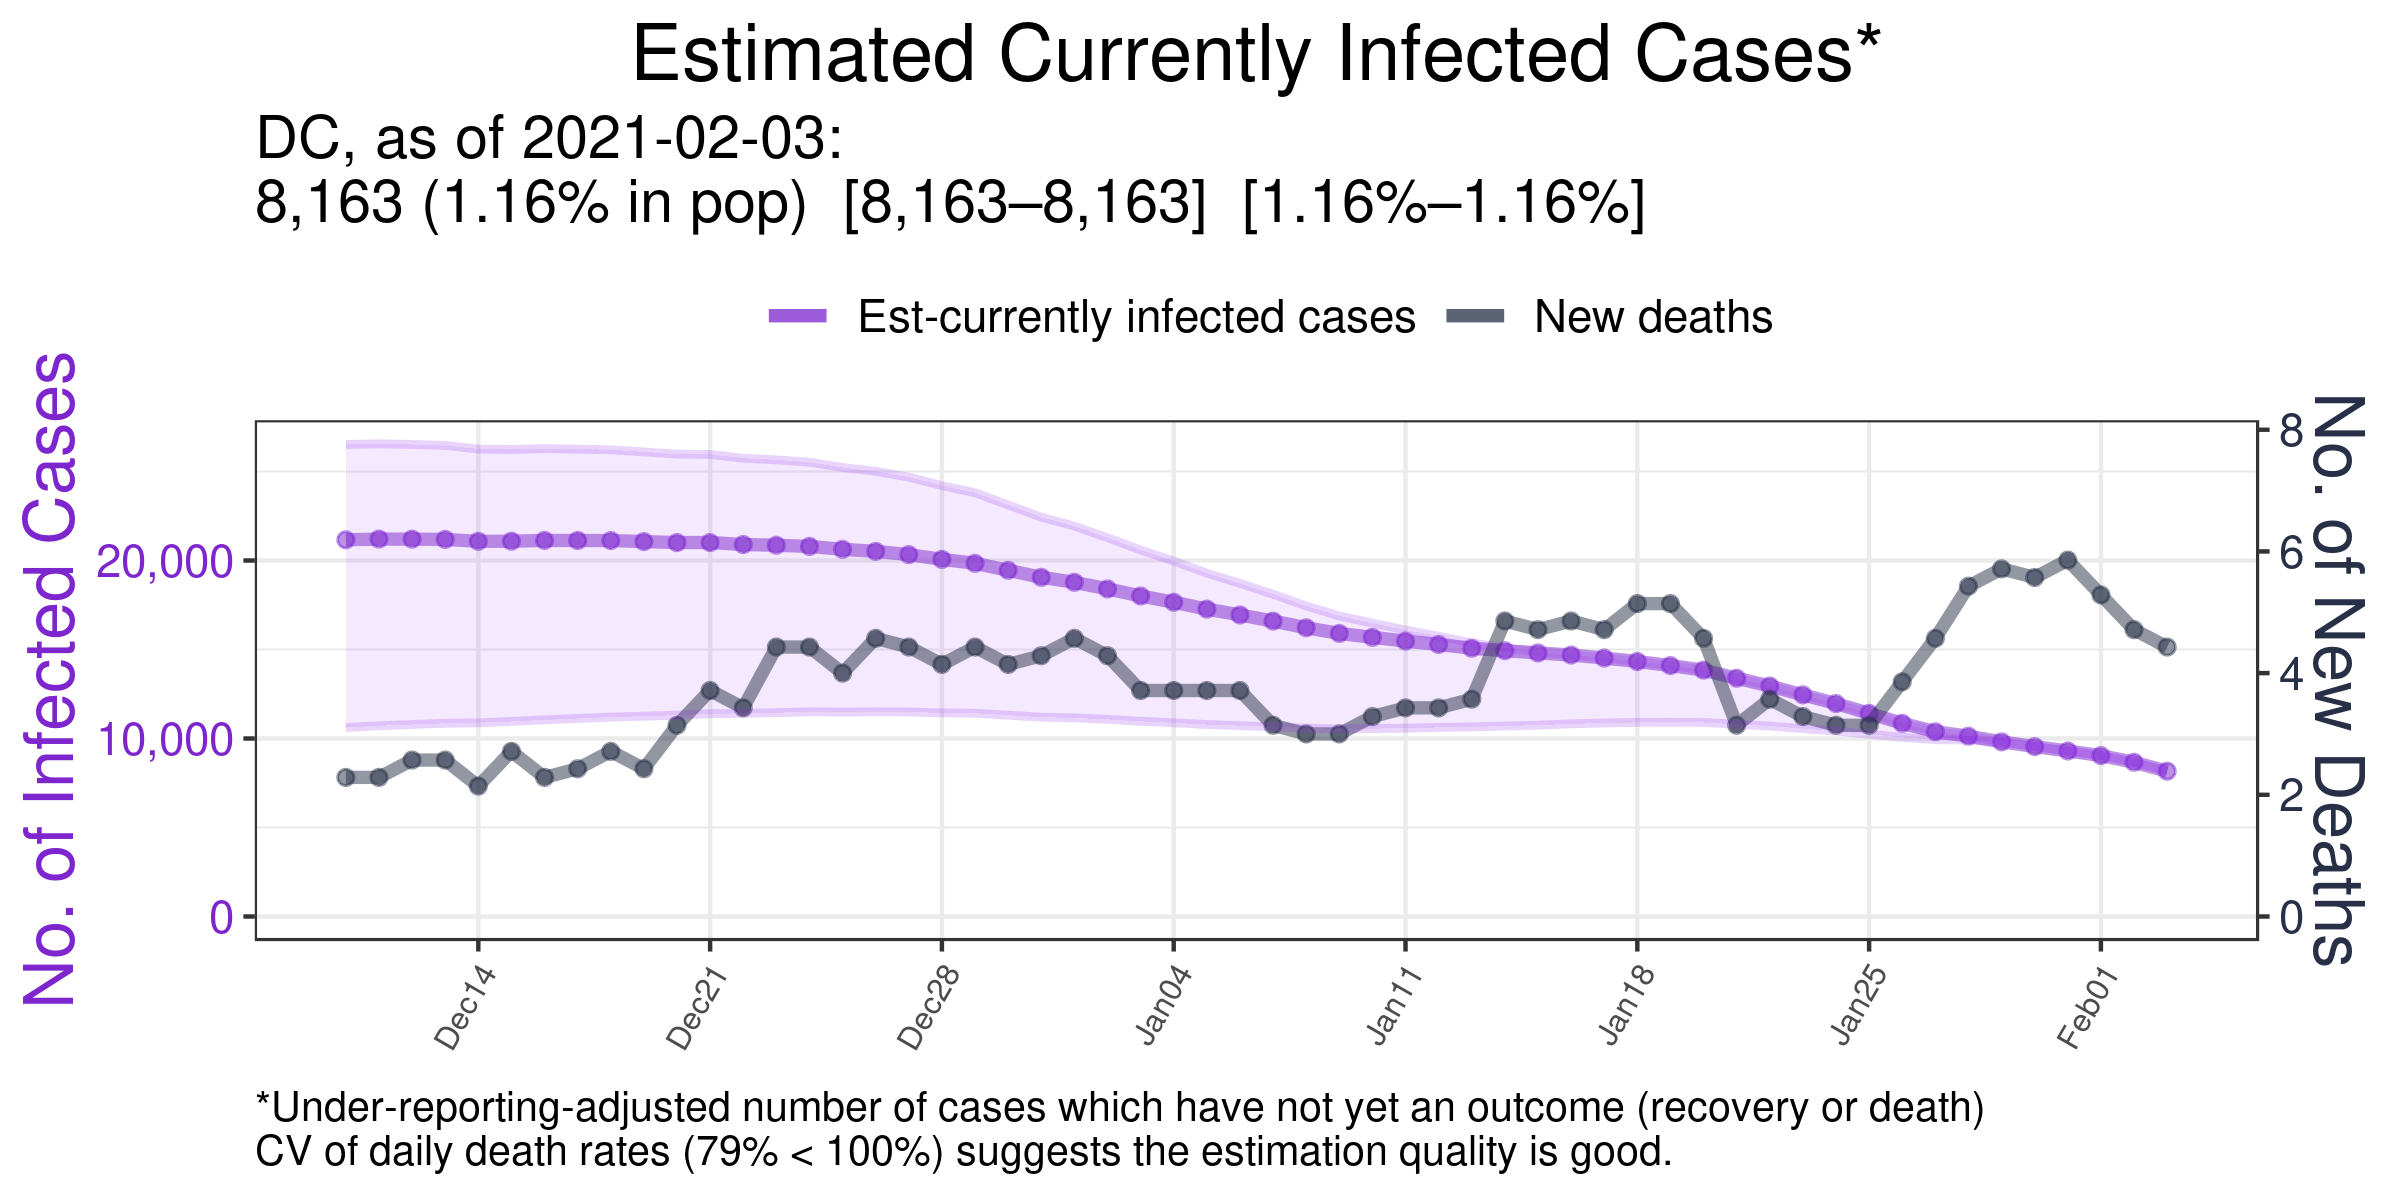 Estimated Currently Infected Cases*
DC, as of 2021-02-03:
8,163 (1.16% in pop)  [8,163–8,163]  [1.16%–1.16%]
Est-currently infected cases
New deaths
No. of Infected Cases
20,000
10,000
0
8
6
4
2
0
No. of New Deaths
Dec14
Dec21
Dec28
Jan04
Jan11
Jan18
Jan25
Feb01
*Under-reporting-adjusted number of cases which have not yet an outcome (recovery or death)
CV of daily death rates (79% < 100%) suggests the estimation quality is good.